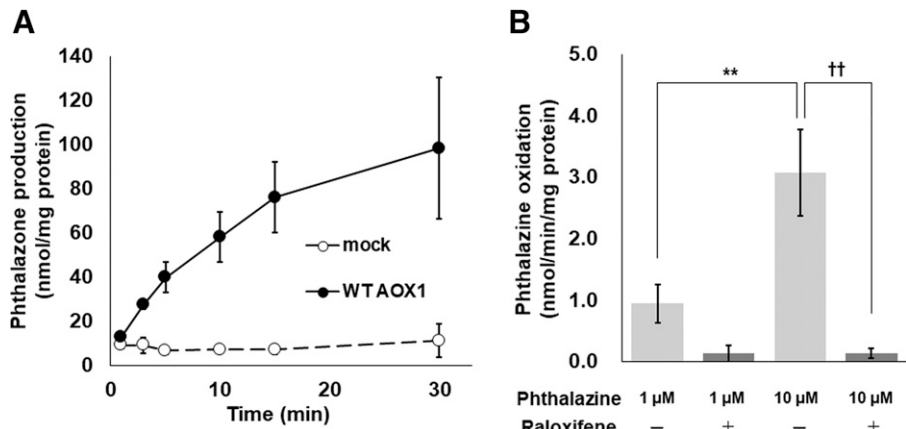 A
Phthalazone production
(nmol/mg protein)
140
120
100
80
60
40
20
0
mock
WT AOX1
0
10
20
30
Time (min)
B
Phthalazine oxidation
(nmol/min/mg protein)
5.0
4.0
3.0
2.0
1.0
0.0
**
††
Phthalazine 1 µM 1 µM 10 µM 10 µM
Raloxifene – + – +